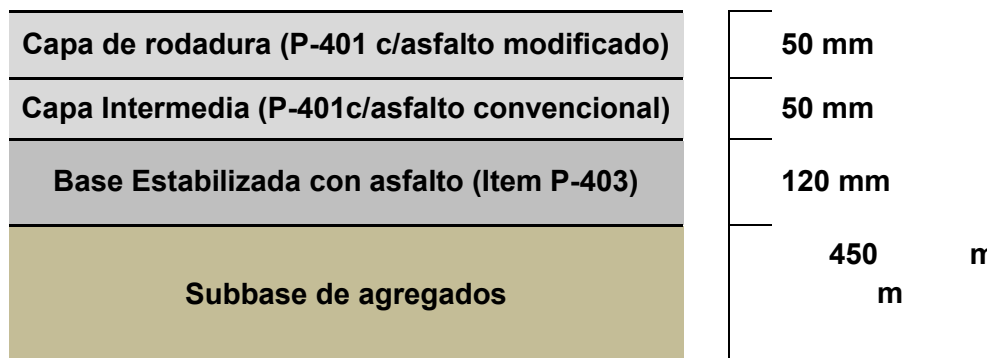 Capa de rodadura (P-401 c/asfalto modificado) 50 mm
Capa Intermedia (P-401c/asfalto convencional) 50 mm
Base Estabilizada con asfalto (Item P-403) 120 mm
450 m
Subbase de agregados m